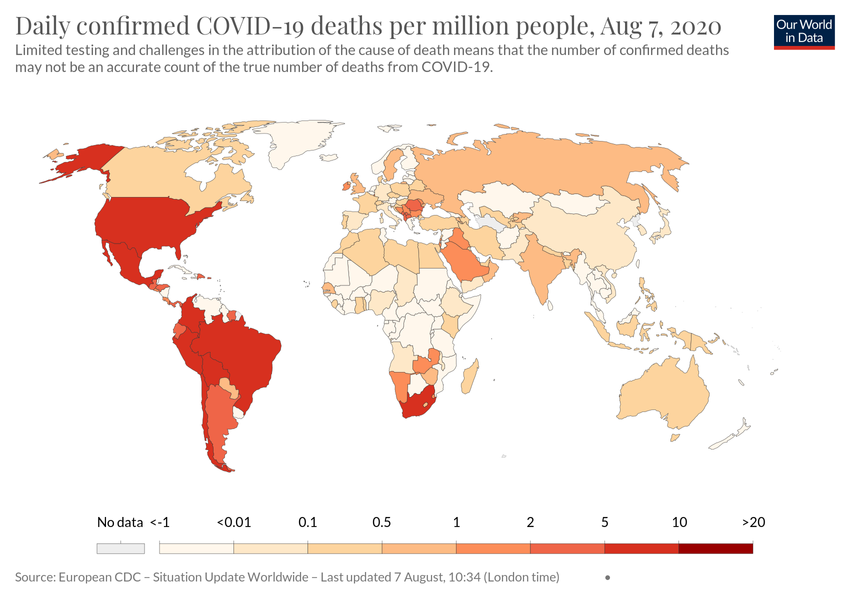 Daily confirmed COVID-19 deaths per million people, Aug 7, 2020
Our World
in Data
Limited testing and challenges in the attribution of the cause of death means that the number of confirmed deaths
may not be an accurate count of the true number of deaths from COVID-19.
No data <-1 <0.01 0.1 0.5 1 2 5 10 >20
Source: European CDC – Situation Update Worldwide – Last updated 7 August, 10:34 (London time) •